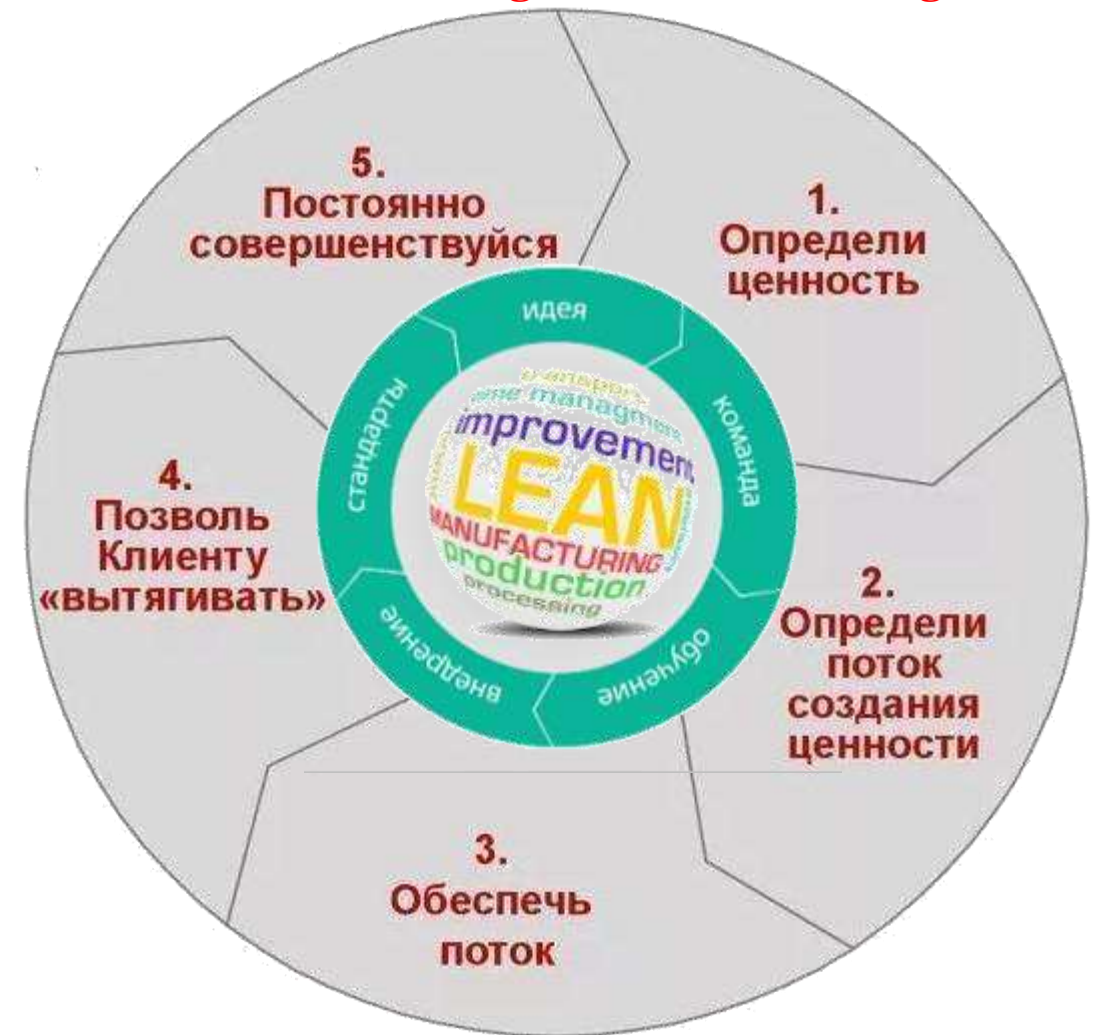 5.
Постоянно
совершенствуйся
1.
Определи
ценность
2.
Определи
поток
создания
ценности
3.
Обеспечь
поток
4.
Позволь
Клиенту
«вытягивать»
идея
команда
обучение
внедрение
стандарты
managment
improvement
LEAN
MANUFACTURING
production
processing